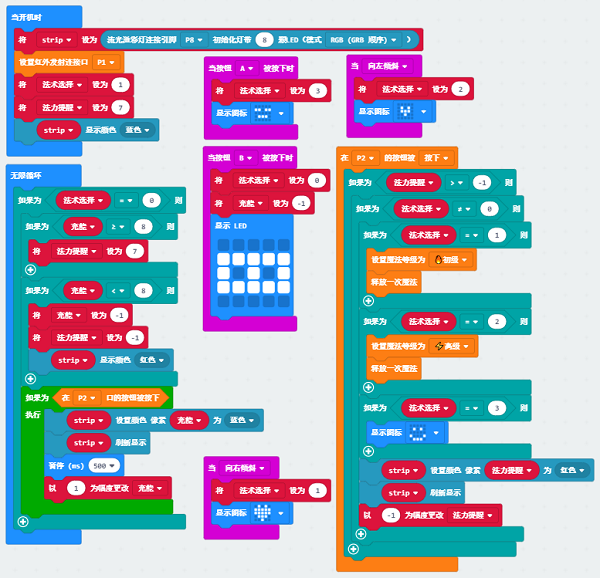 当开机时
将 strip 设为 流光溢彩灯连接引脚 P8 初始化灯带 8 颗LED (模式 RGB (GRB 顺序) )
设置红外发射连接口 P1
将 法术选择 设为 1
将 法力提醒 设为 7
strip 显示颜色 蓝色
当按钮 A 被按下时
将 法术选择 设为 3
显示图标
当 向左倾斜
将 法术选择 设为 2
显示图标
无限循环
如果为 法术选择 = 0 则
如果为 充能 ≥ 8 则
将 法力提醒 设为 7
如果为 充能 < 8 则
将 充能 设为 -1
将 法力提醒 设为 -1
strip 显示颜色 红色
如果为 在 P2 口的按钮被按下
执行
strip 设置颜色 像素 充能 为 蓝色
strip 刷新显示
暂停 (ms) 500
以 1 为幅度更改 充能
当按钮 B 被按下时
将 法术选择 设为 0
将 充能 设为 -1
显示 LED
当 向右倾斜
将 法术选择 设为 1
显示图标
在 P2 的按钮被 按下
如果为 法力提醒 > -1 则
如果为 法术选择 ≠ 0 则
如果为 法术选择 = 1 则
设置魔法等级为 初级
释放一次魔法
如果为 法术选择 = 2 则
设置魔法等级为 高级
释放一次魔法
如果为 法术选择 = 3 则
显示图标
strip 设置颜色 像素 法力提醒 为 红色
strip 刷新显示
以 -1 为幅度更改 法力提醒